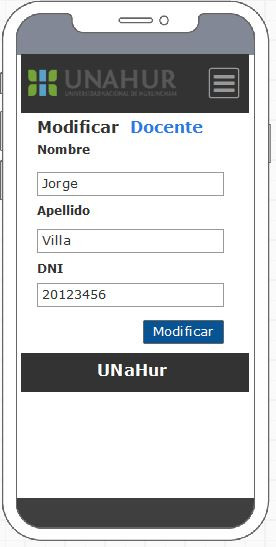 UNAHUR
UNIVERSIDAD NACIONAL DE HURLINGHAM
Modificar Docente
Nombre
Jorge
Apellido
Villa
DNI
20123456
Modificar
UNaHur